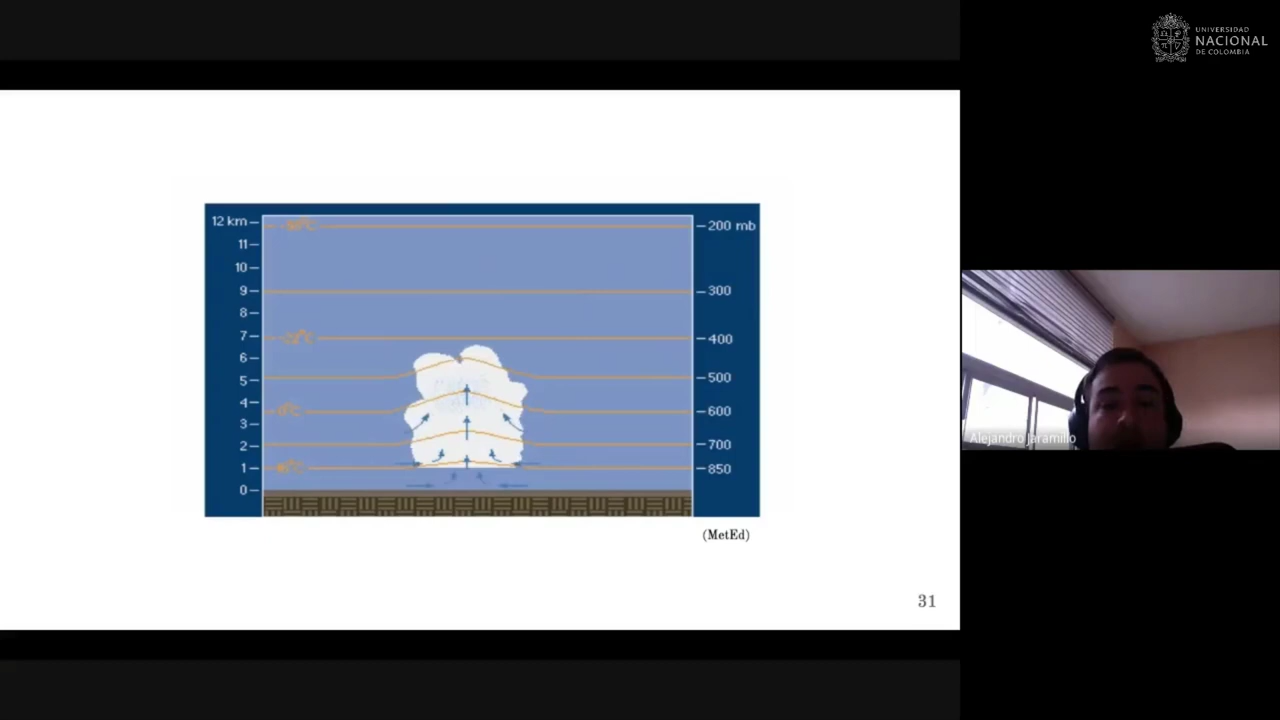 UNIVERSIDAD
NACIONAL
DE COLOMBIA
12 km
11
10
9
8
7
6
5
4
3
2
1
0
200 mb
300
400
500
600
700
850
0°C
(MetEd)
31
Alejandro Jaramillo